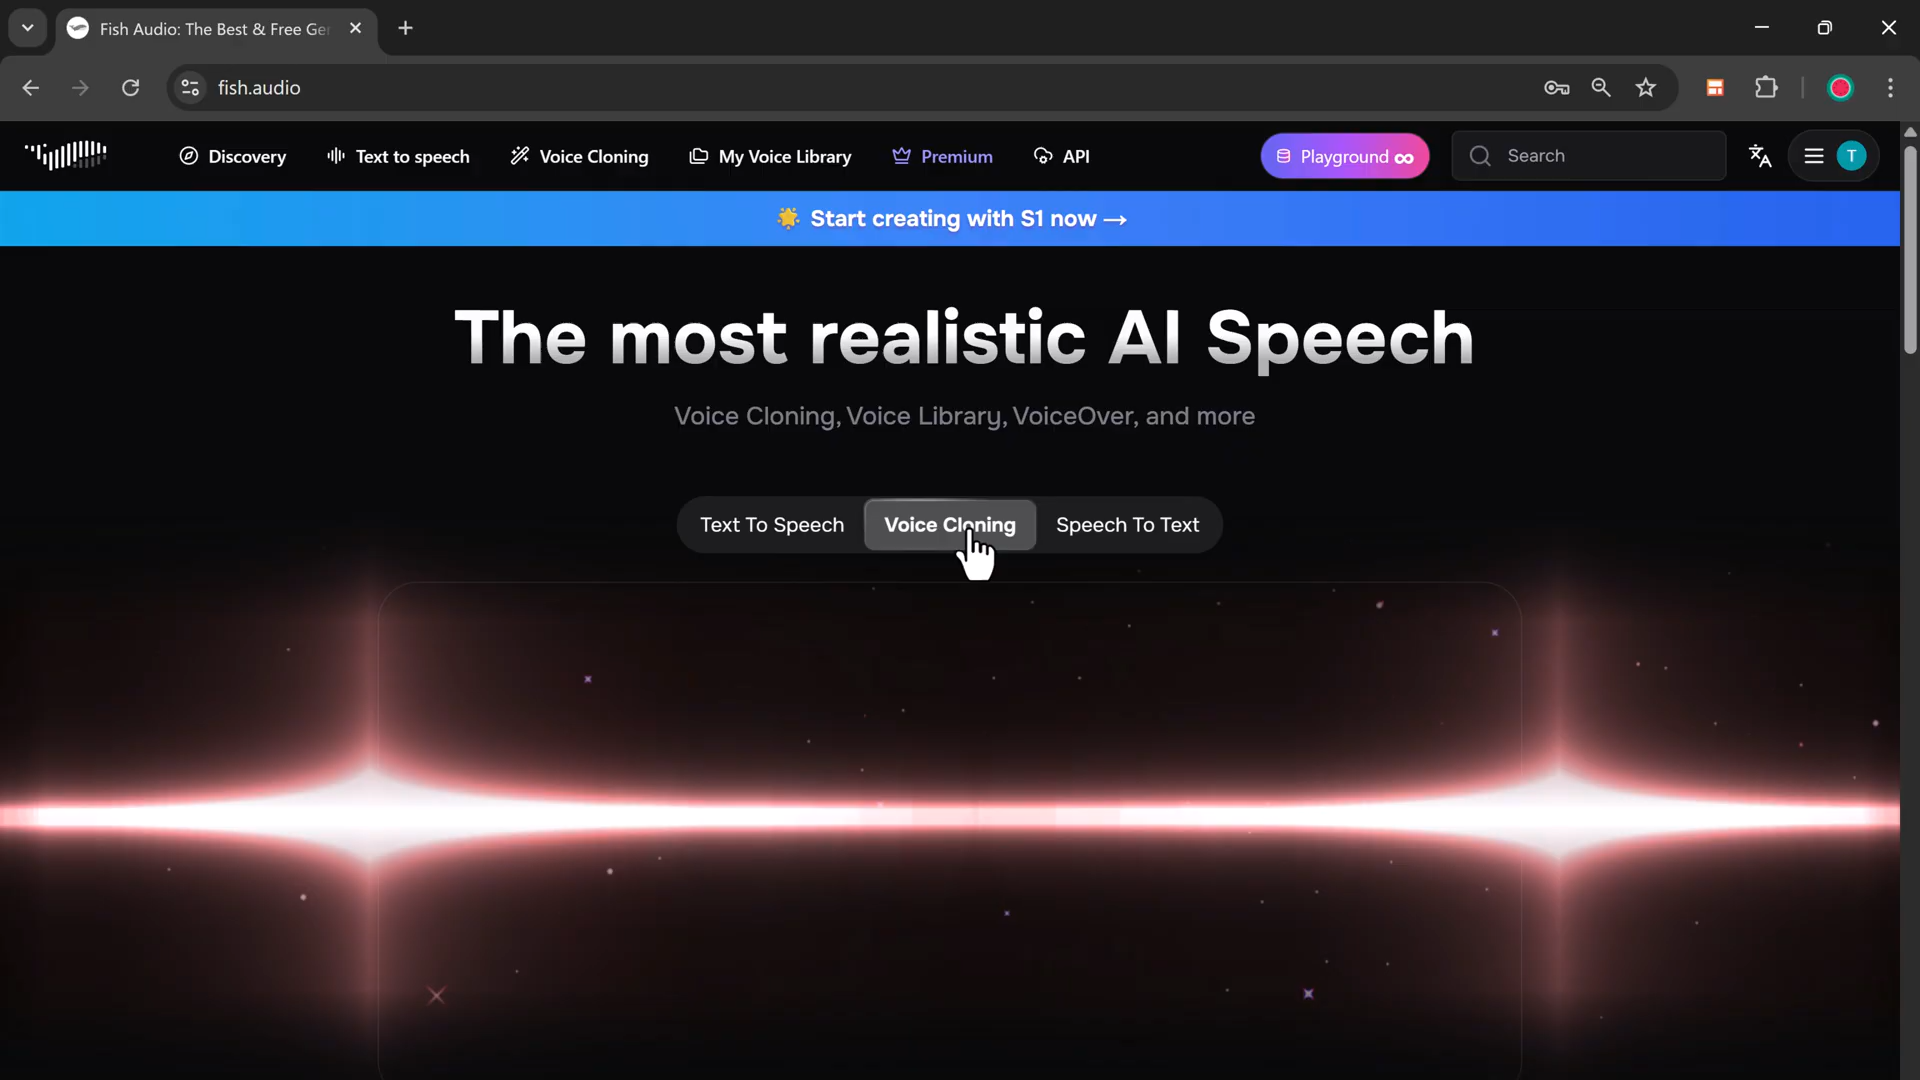 Fish Audio: The Best & Free Ger
fish.audio
Discovery
Text to speech
Voice Cloning
My Voice Library
Premium
API
Playground ∞
Search
T
🌟 Start creating with S1 now →
The most realistic AI Speech
Voice Cloning, Voice Library, VoiceOver, and more
Text To Speech
Voice Cloning
Speech To Text